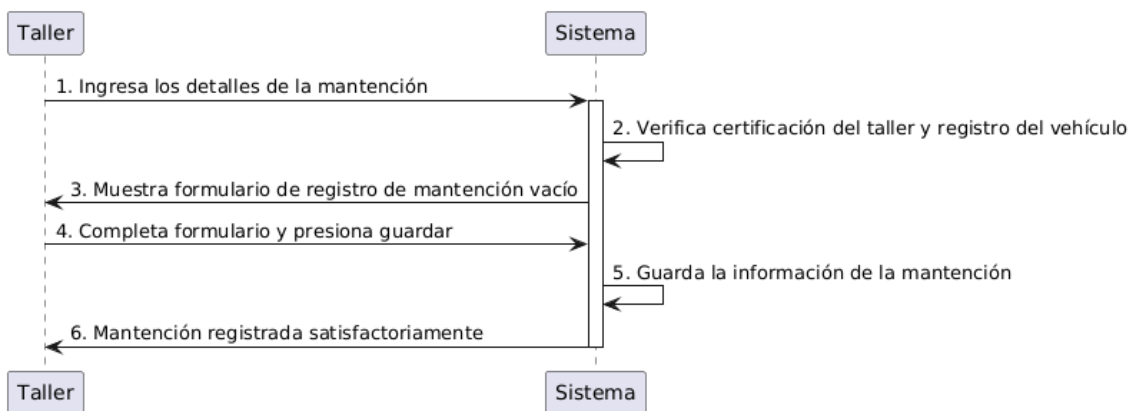 Taller
Sistema
1. Ingresa los detalles de la mantención
2. Verifica certificación del taller y registro del vehículo
3. Muestra formulario de registro de mantención vacío
4. Completa formulario y presiona guardar
5. Guarda la información de la mantención
6. Mantención registrada satisfactoriamente
Taller
Sistema